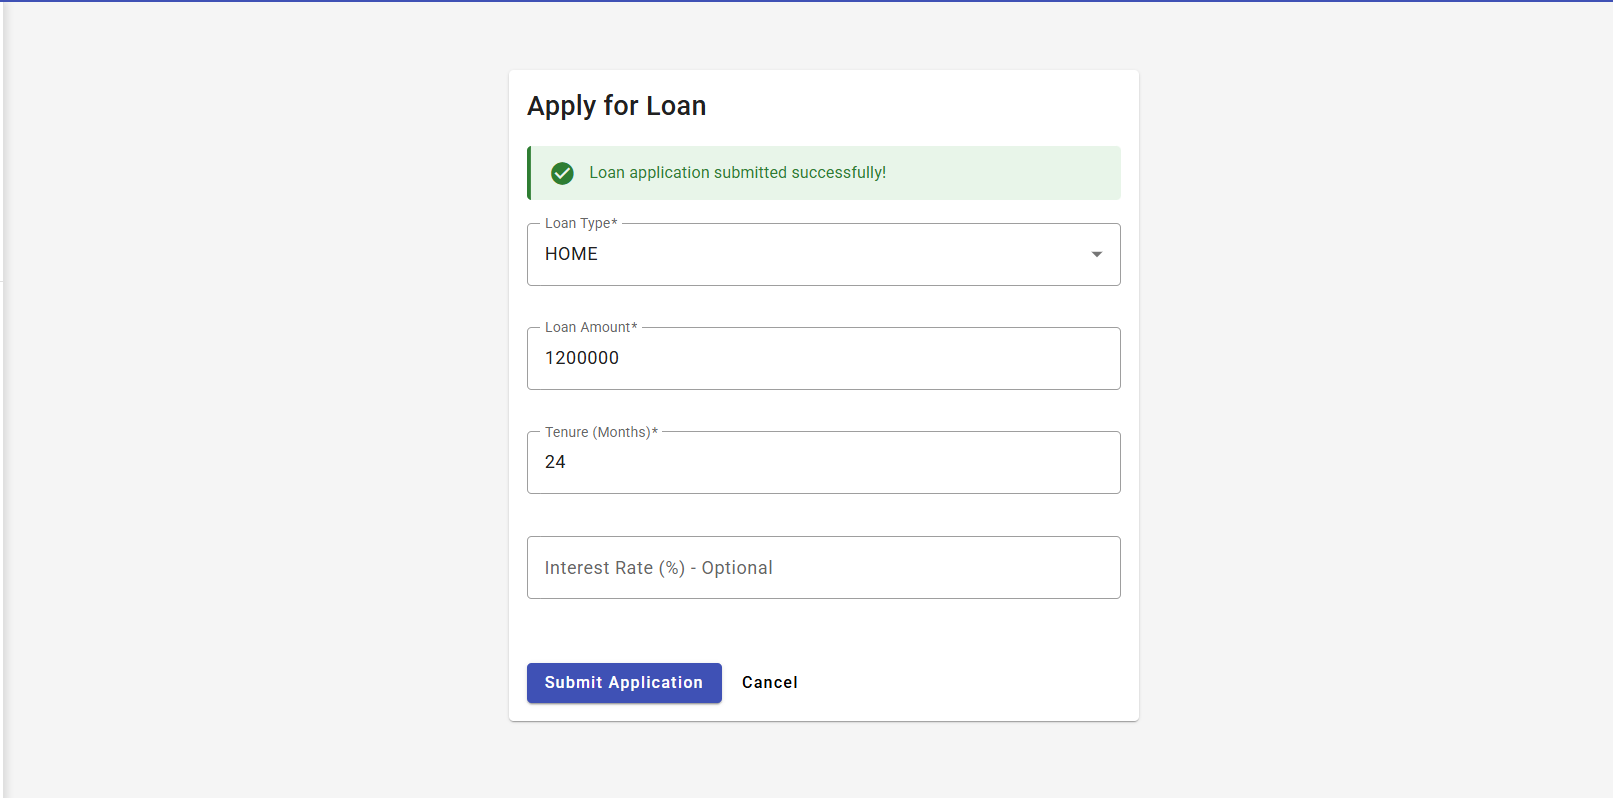 Apply for Loan
Loan application submitted successfully!
Loan Type*
HOME
Loan Amount*
1200000
Tenure (Months)*
24
Interest Rate (%) - Optional
Submit Application Cancel